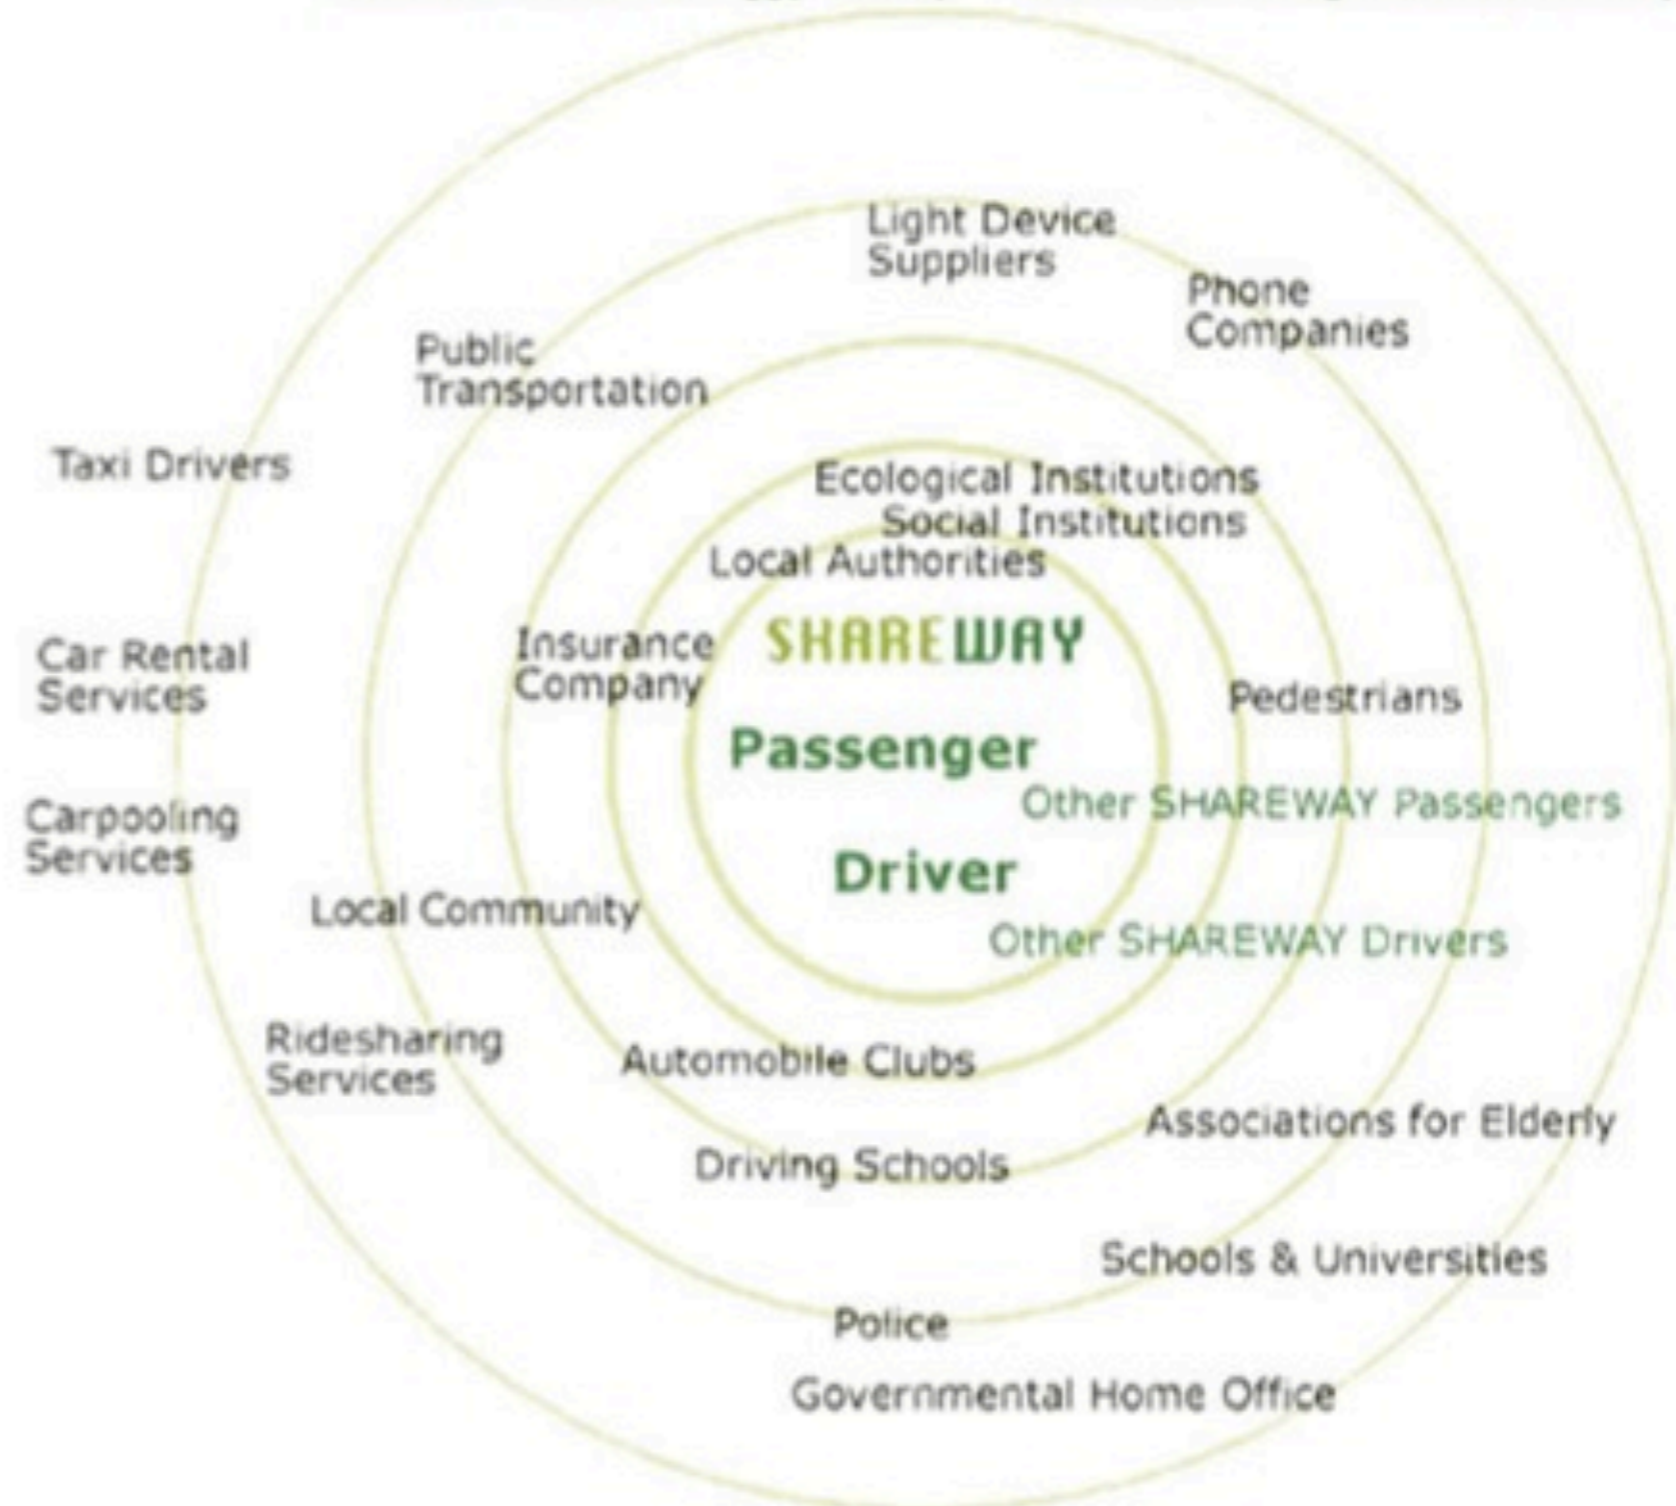 Light Device
Suppliers
Phone
Companies
Public
Transportation
Taxi Drivers
Ecological Institutions
Social Institutions
Local Authorities
SHAREWAY
Insurance
Company
Car Rental
Services
Pedestrians
Passenger
Other SHAREWAY Passengers
Carpooling
Services
Driver
Local Community
Other SHAREWAY Drivers
Ridesharing
Services
Automobile Clubs
Associations for Elderly
Driving Schools
Schools & Universities
Police
Governmental Home Office